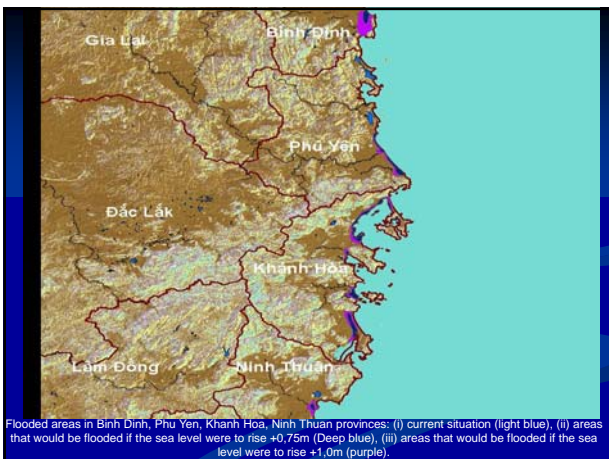 Gia Lai
Bình Định
Phú Yên
Đắc Lắk
Khánh Hòa
Lâm Đồng
Ninh Thuận
Flooded areas in Binh Dinh, Phu Yen, Khanh Hoa, Ninh Thuan provinces: (i) current situation (light blue), (ii) areas
that would be flooded if the sea level were to rise +0,75m (Deep blue), (iii) areas that would be flooded if the sea
level were to rise +1,0m (purple).